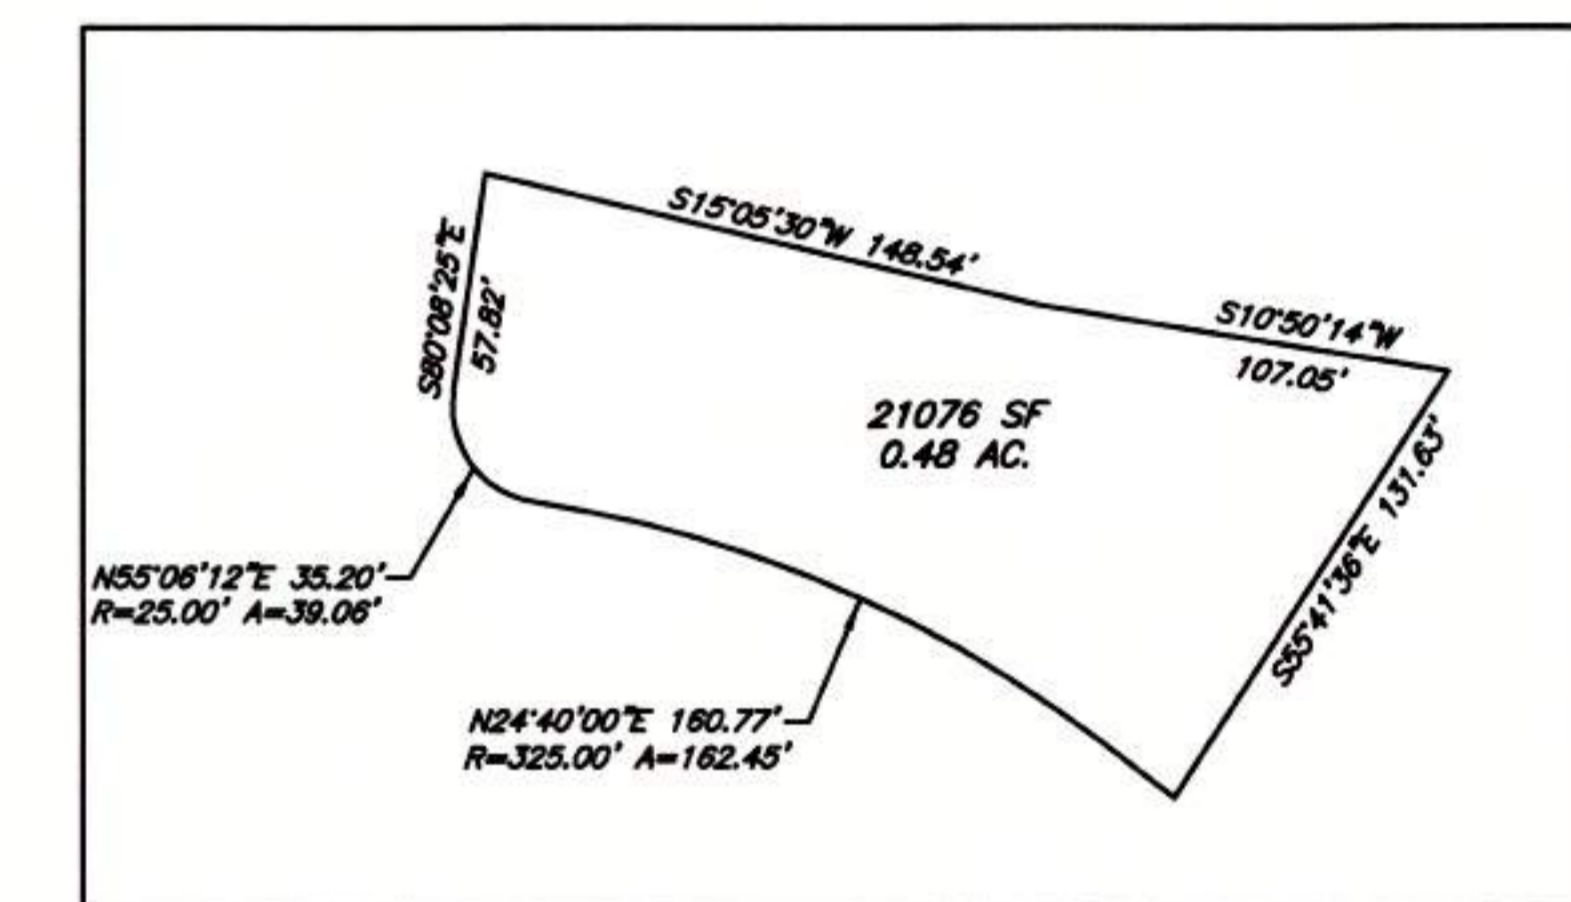 S15°05'30"W 148.54'
S80°08'25"E
57.82'
S10°50'14"W
107.05'
21076 SF
0.48 AC.
S55°41'36"E 131.63'
N55°06'12"E 35.20'
R=25.00' A=39.06'
N24°40'00"E 160.77'
R=325.00' A=162.45'